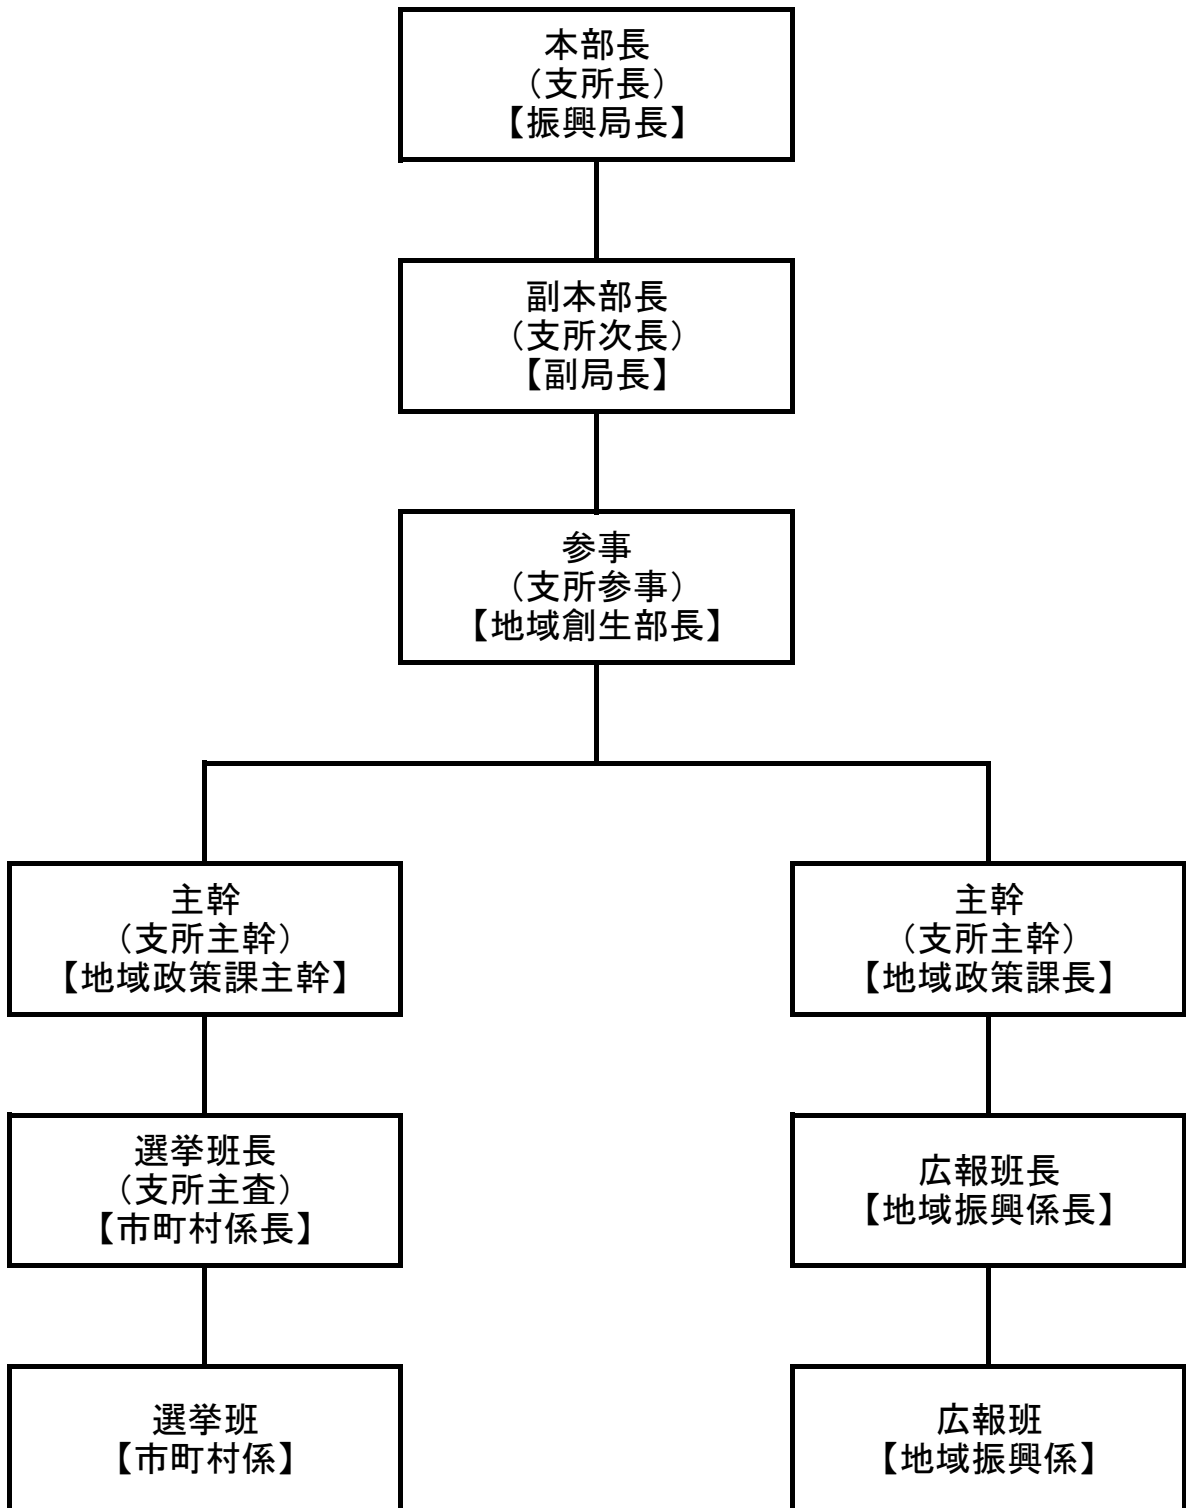 本部長
（支所長）
【振興局長】
副本部長
（支所次長）
【副局長】
参事
（支所参事）
【地域創生部長】
主幹
（支所主幹）
【地域政策課主幹】
主幹
（支所主幹）
【地域政策課長】
選挙班長
（支所主査）
【市町村係長】
広報班長
【地域振興係長】
選挙班
【市町村係】
広報班
【地域振興係】